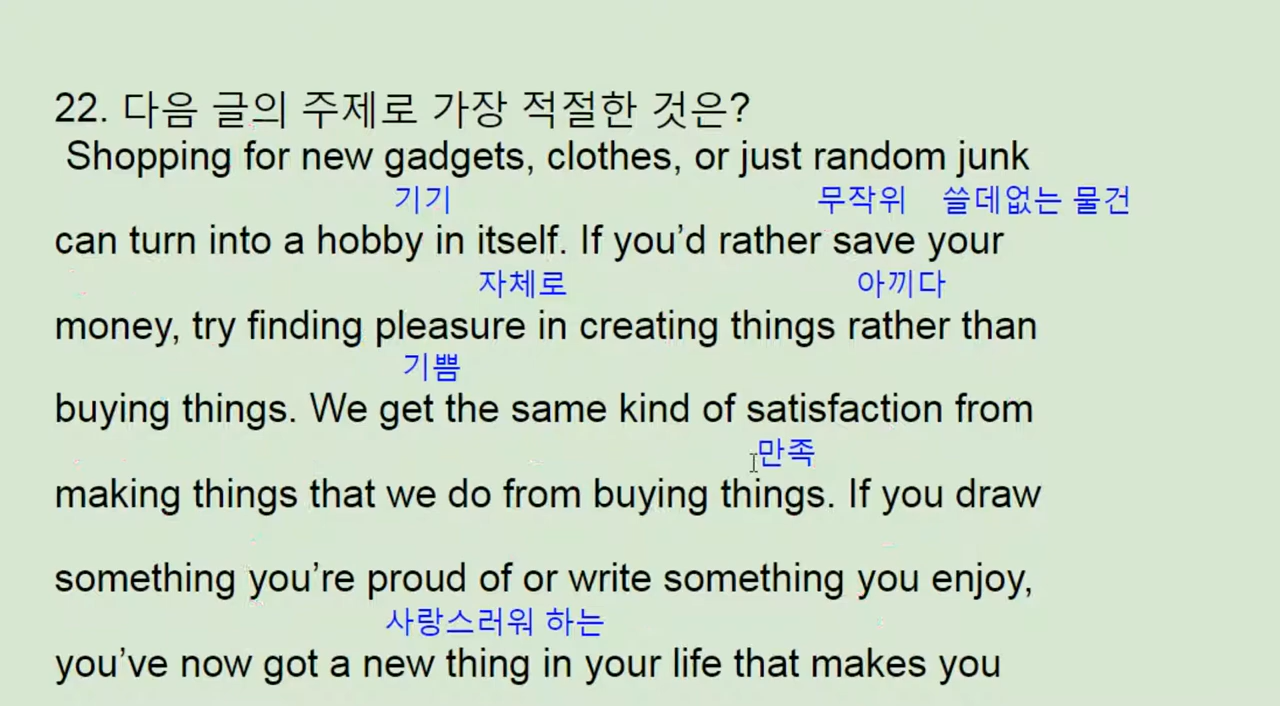 22. 다음 글의 주제로 가장 적절한 것은?
Shopping for new gadgets, clothes, or just random junk
기기 무작위 쓸데없는 물건
can turn into a hobby in itself. If you'd rather save your
자체로 아끼다
money, try finding pleasure in creating things rather than
기쁨
buying things. We get the same kind of satisfaction from
만족
making things that we do from buying things. If you draw
something you're proud of or write something you enjoy,
사랑스러워 하는
you've now got a new thing in your life that makes you